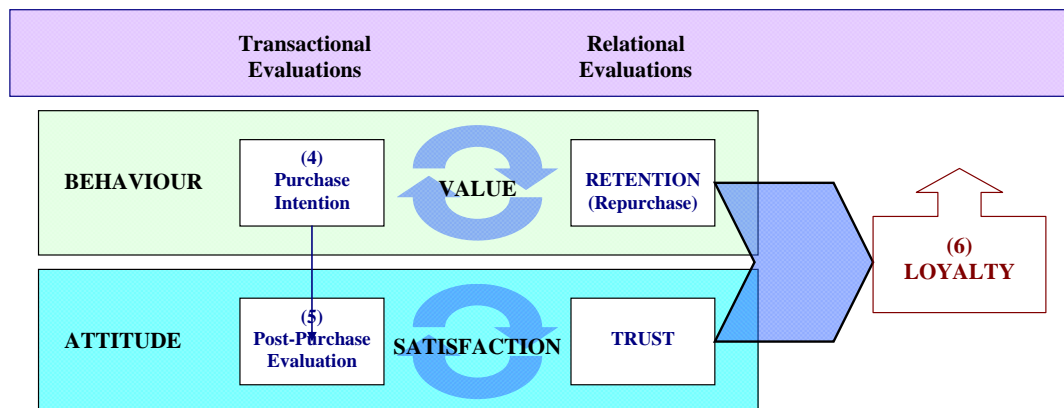 Transactional
Evaluations
Relational
Evaluations
BEHAVIOUR
(4)
Purchase
Intention
VALUE
RETENTION
(Repurchase)
(6)
LOYALTY
ATTITUDE
(5)
Post-Purchase
Evaluation
SATISFACTION
TRUST